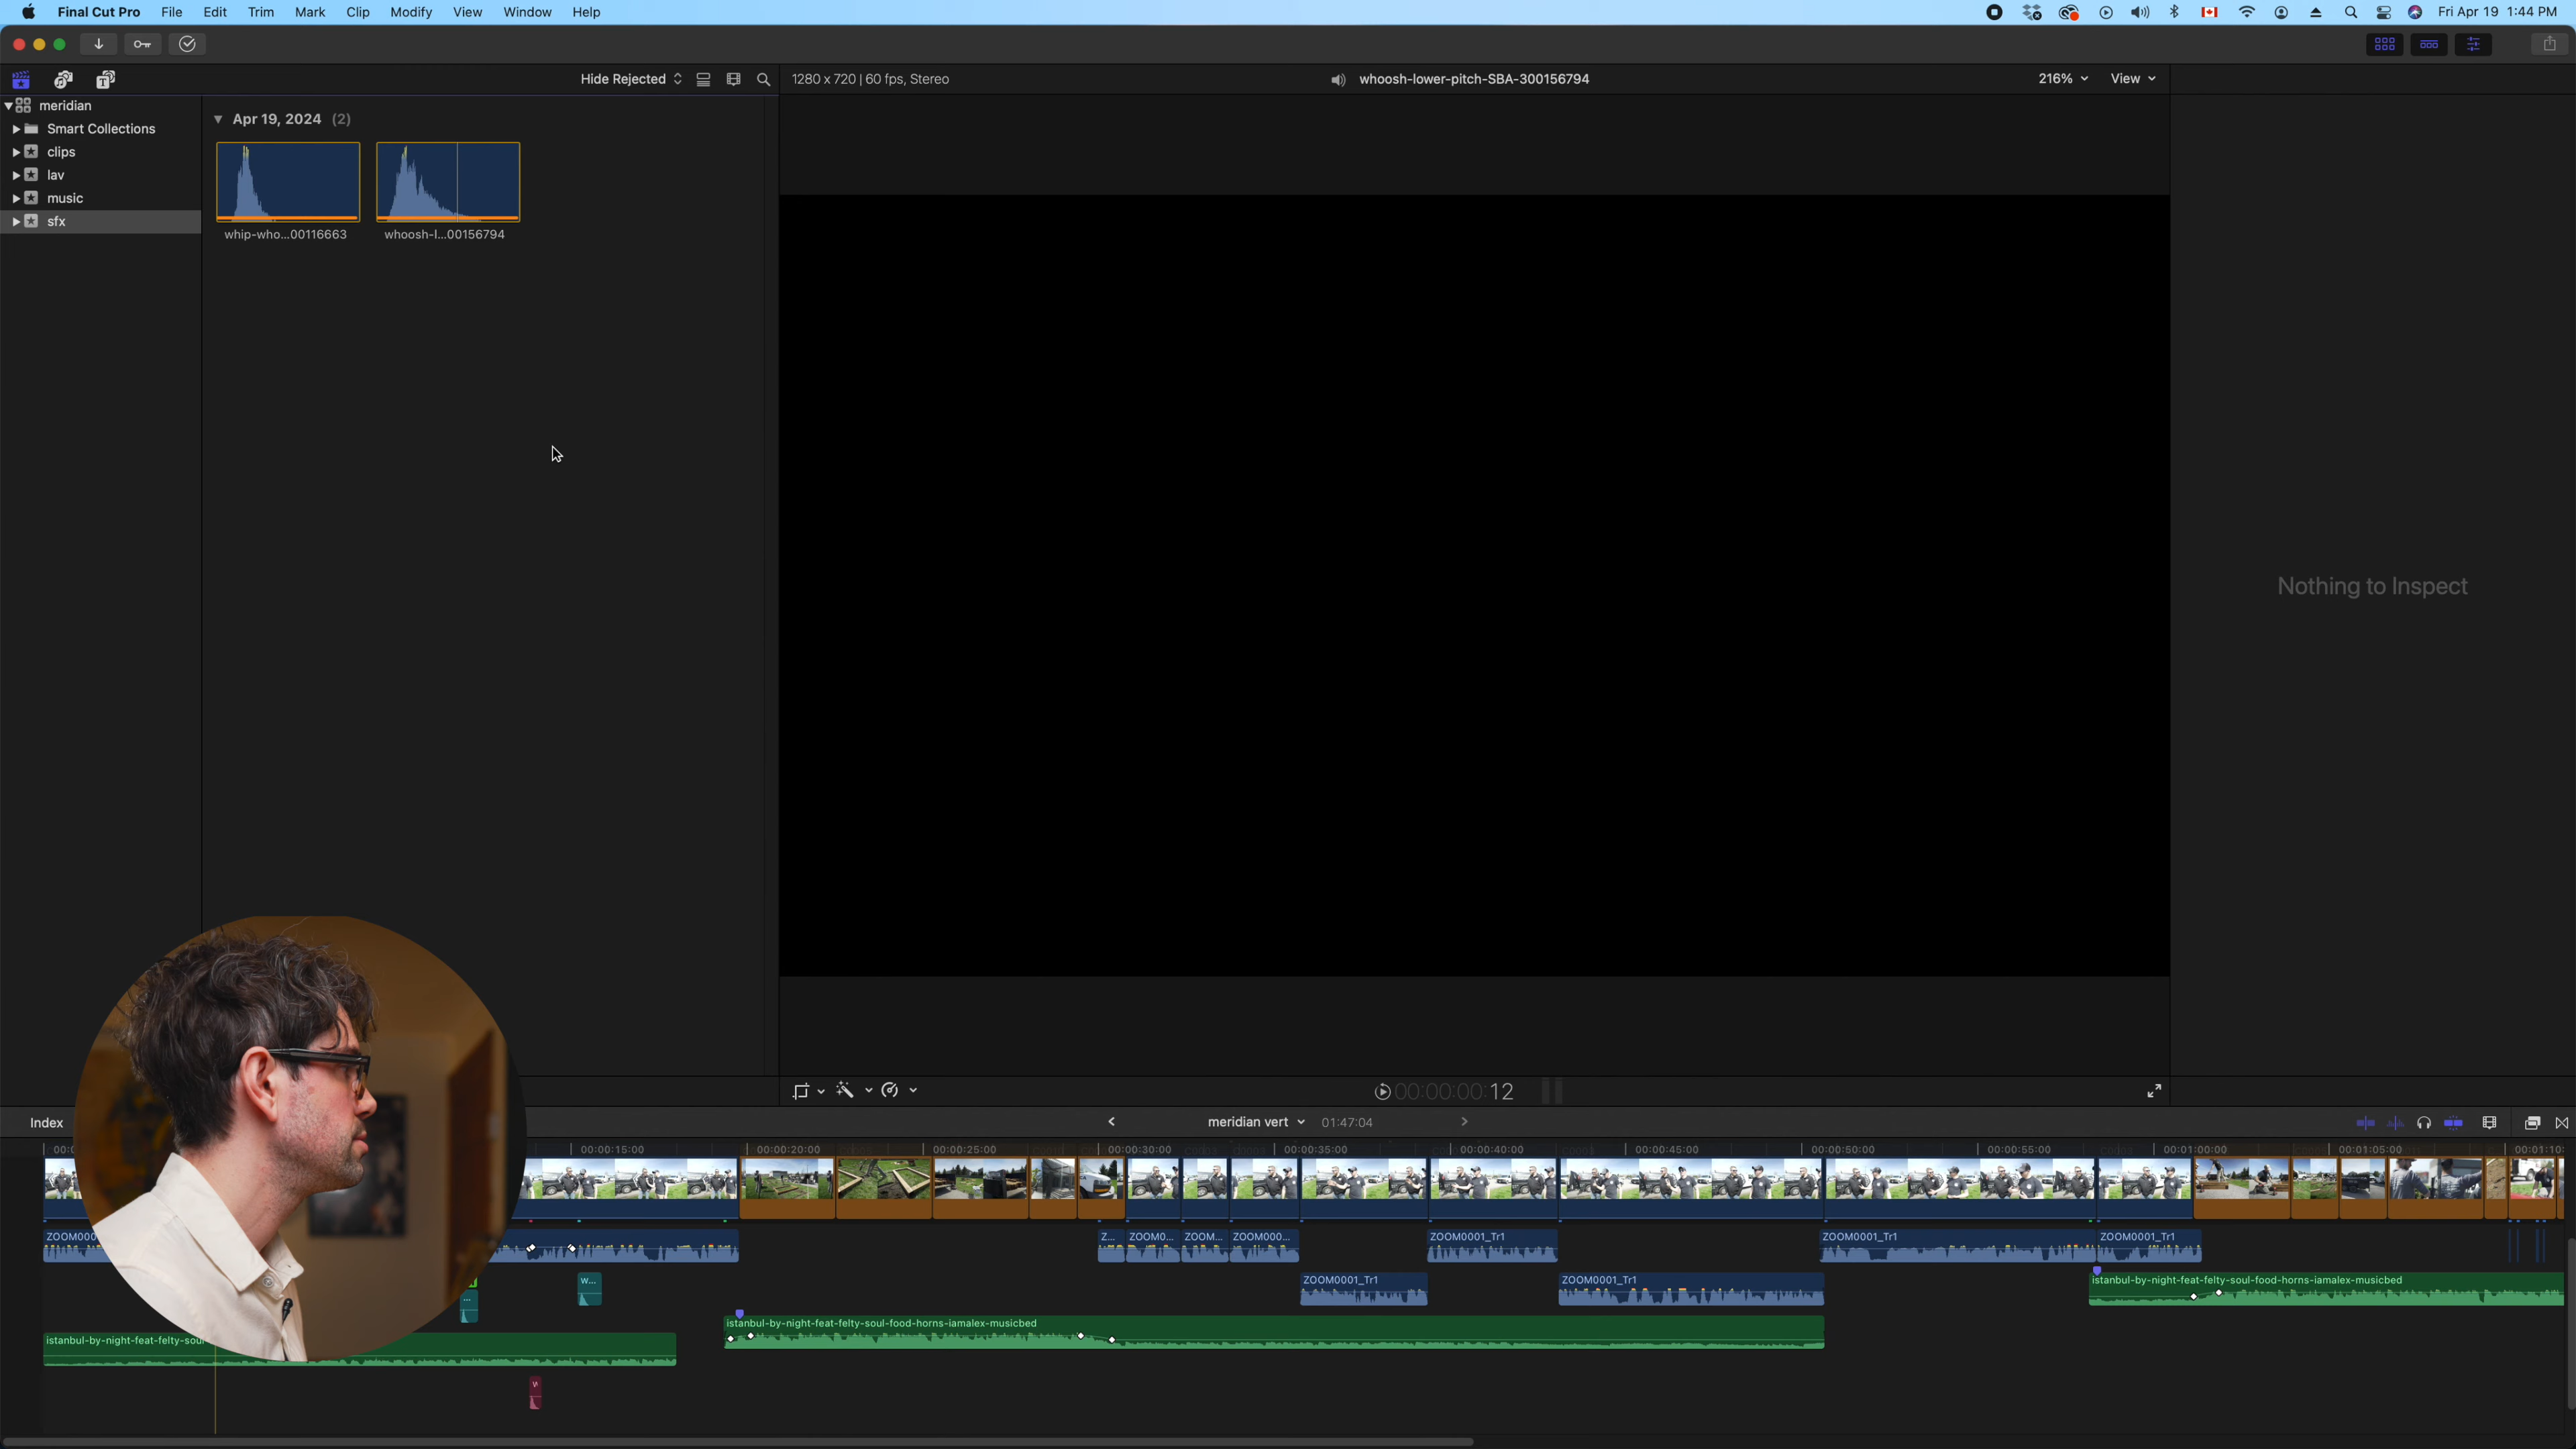 Final Cut Pro File Edit Trim Mark Clip Modify View Window Help Fri Apr 19 1:44 PM
Hide Rejected 1280 x 720 | 60 fps, Stereo whoosh-lower-pitch-SBA-300156794 216% View
meridian
Smart Collections
clips
lav
music
sfx
Apr 19, 2024 (2)
whip-who...00116663 whoosh-l...00156794
Nothing to Inspect
00:00:00:12
Index meridian vert 01:47:04
00:00:15:00 00:00:20:00 00:00:25:00 00:00:30:00 00:00:35:00 00:00:40:00 00:00:45:00 00:00:50:00 00:00:55:00 00:01:00:00 00:01:05:00 00:01:10:
ZOOM000 Z... ZOOM0... ZOOM... ZOOM000... ZOOM0001_Tr1 ZOOM0001_Tr1 ZOOM0001_Tr1
w... ZOOM0001_Tr1 ZOOM0001_Tr1 istanbul-by-night-feat-felty-soul-food-horns-iamalex-musicbed
...
istanbul-by-night-feat-felty-soul-food-horns-iamalex-musicbed
istanbul-by-night-feat-felty-soul